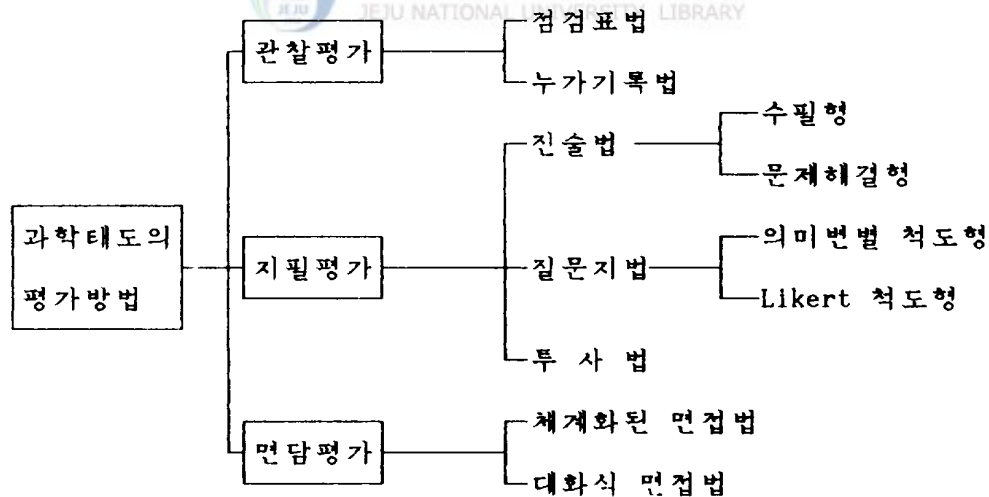 JEJU
JEJU NATIONAL UNIVERSITY LIBRARY
점검표법
관찰평가
누가기록법
수필형
진술법
문제해결형
과학태도의
평가방법
의미변별 척도형
지필평가
질문지법
Likert 척도형
투 사 법
체계화된 면접법
면담평가
대화식 면접법